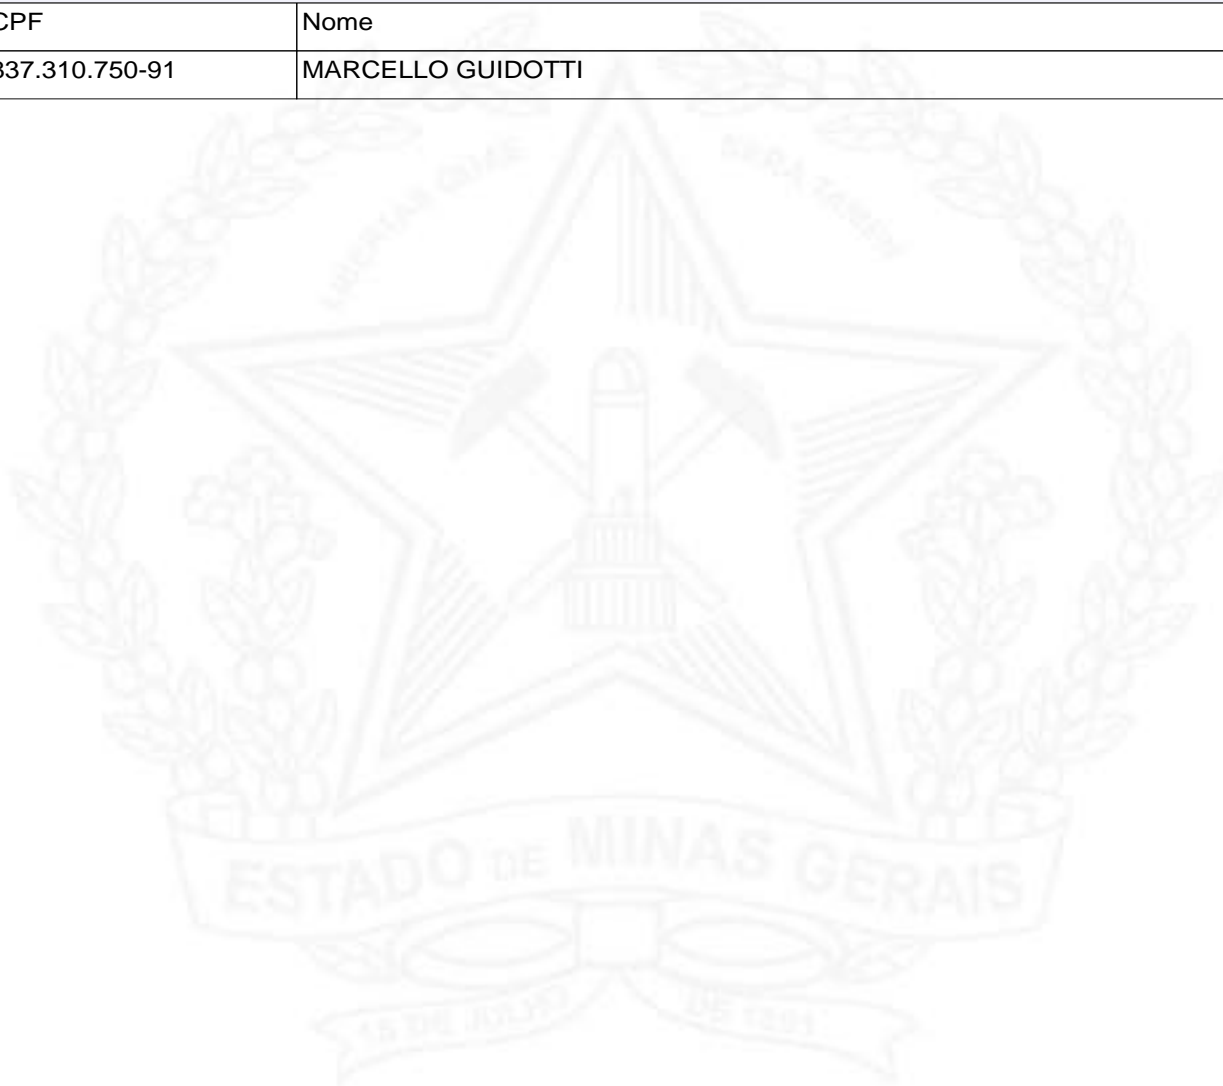 CPF Nome
837.310.750-91 MARCELLO GUIDOTTI
LIBERTAS QUAE SERA TAMEN
ESTADO DE MINAS GERAIS
15 DE JULHO DE 1891